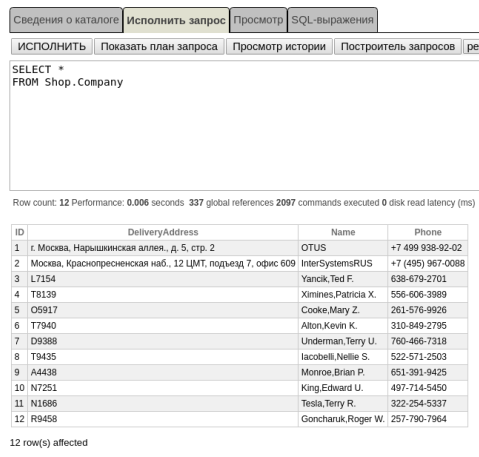 Сведения о каталоге Исполнить запрос Просмотр SQL-выражения
ИСПОЛНИТЬ Показать план запроса Просмотр истории Построитель запросов ре
SELECT *
FROM Shop.Company
Row count: 12 Performance: 0.006 seconds 337 global references 2097 commands executed 0 disk read latency (ms)
ID DeliveryAddress Name Phone
1 г. Москва, Нарышкинская аллея., д. 5, стр. 2 OTUS +7 499 938-92-02
2 Москва, Краснопресненская наб., 12 ЦМТ, подъезд 7, офис 609 InterSystemsRUS +7 (495) 967-0088
3 L7154 Yancik,Ted F. 638-679-2701
4 T8139 Ximines,Patricia X. 556-606-3989
5 O5917 Cooke,Mary Z. 261-576-9926
6 T7940 Alton,Kevin K. 310-849-2795
7 D9388 Underman,Terry U. 760-466-7318
8 T9435 Iacobelli,Nellie S. 522-571-2503
9 A4438 Monroe,Brian P. 651-391-9425
10 N7251 King,Edward U. 497-714-5450
11 N1686 Tesla,Terry R. 322-254-5337
12 R9458 Goncharuk,Roger W. 257-790-7964
12 row(s) affected